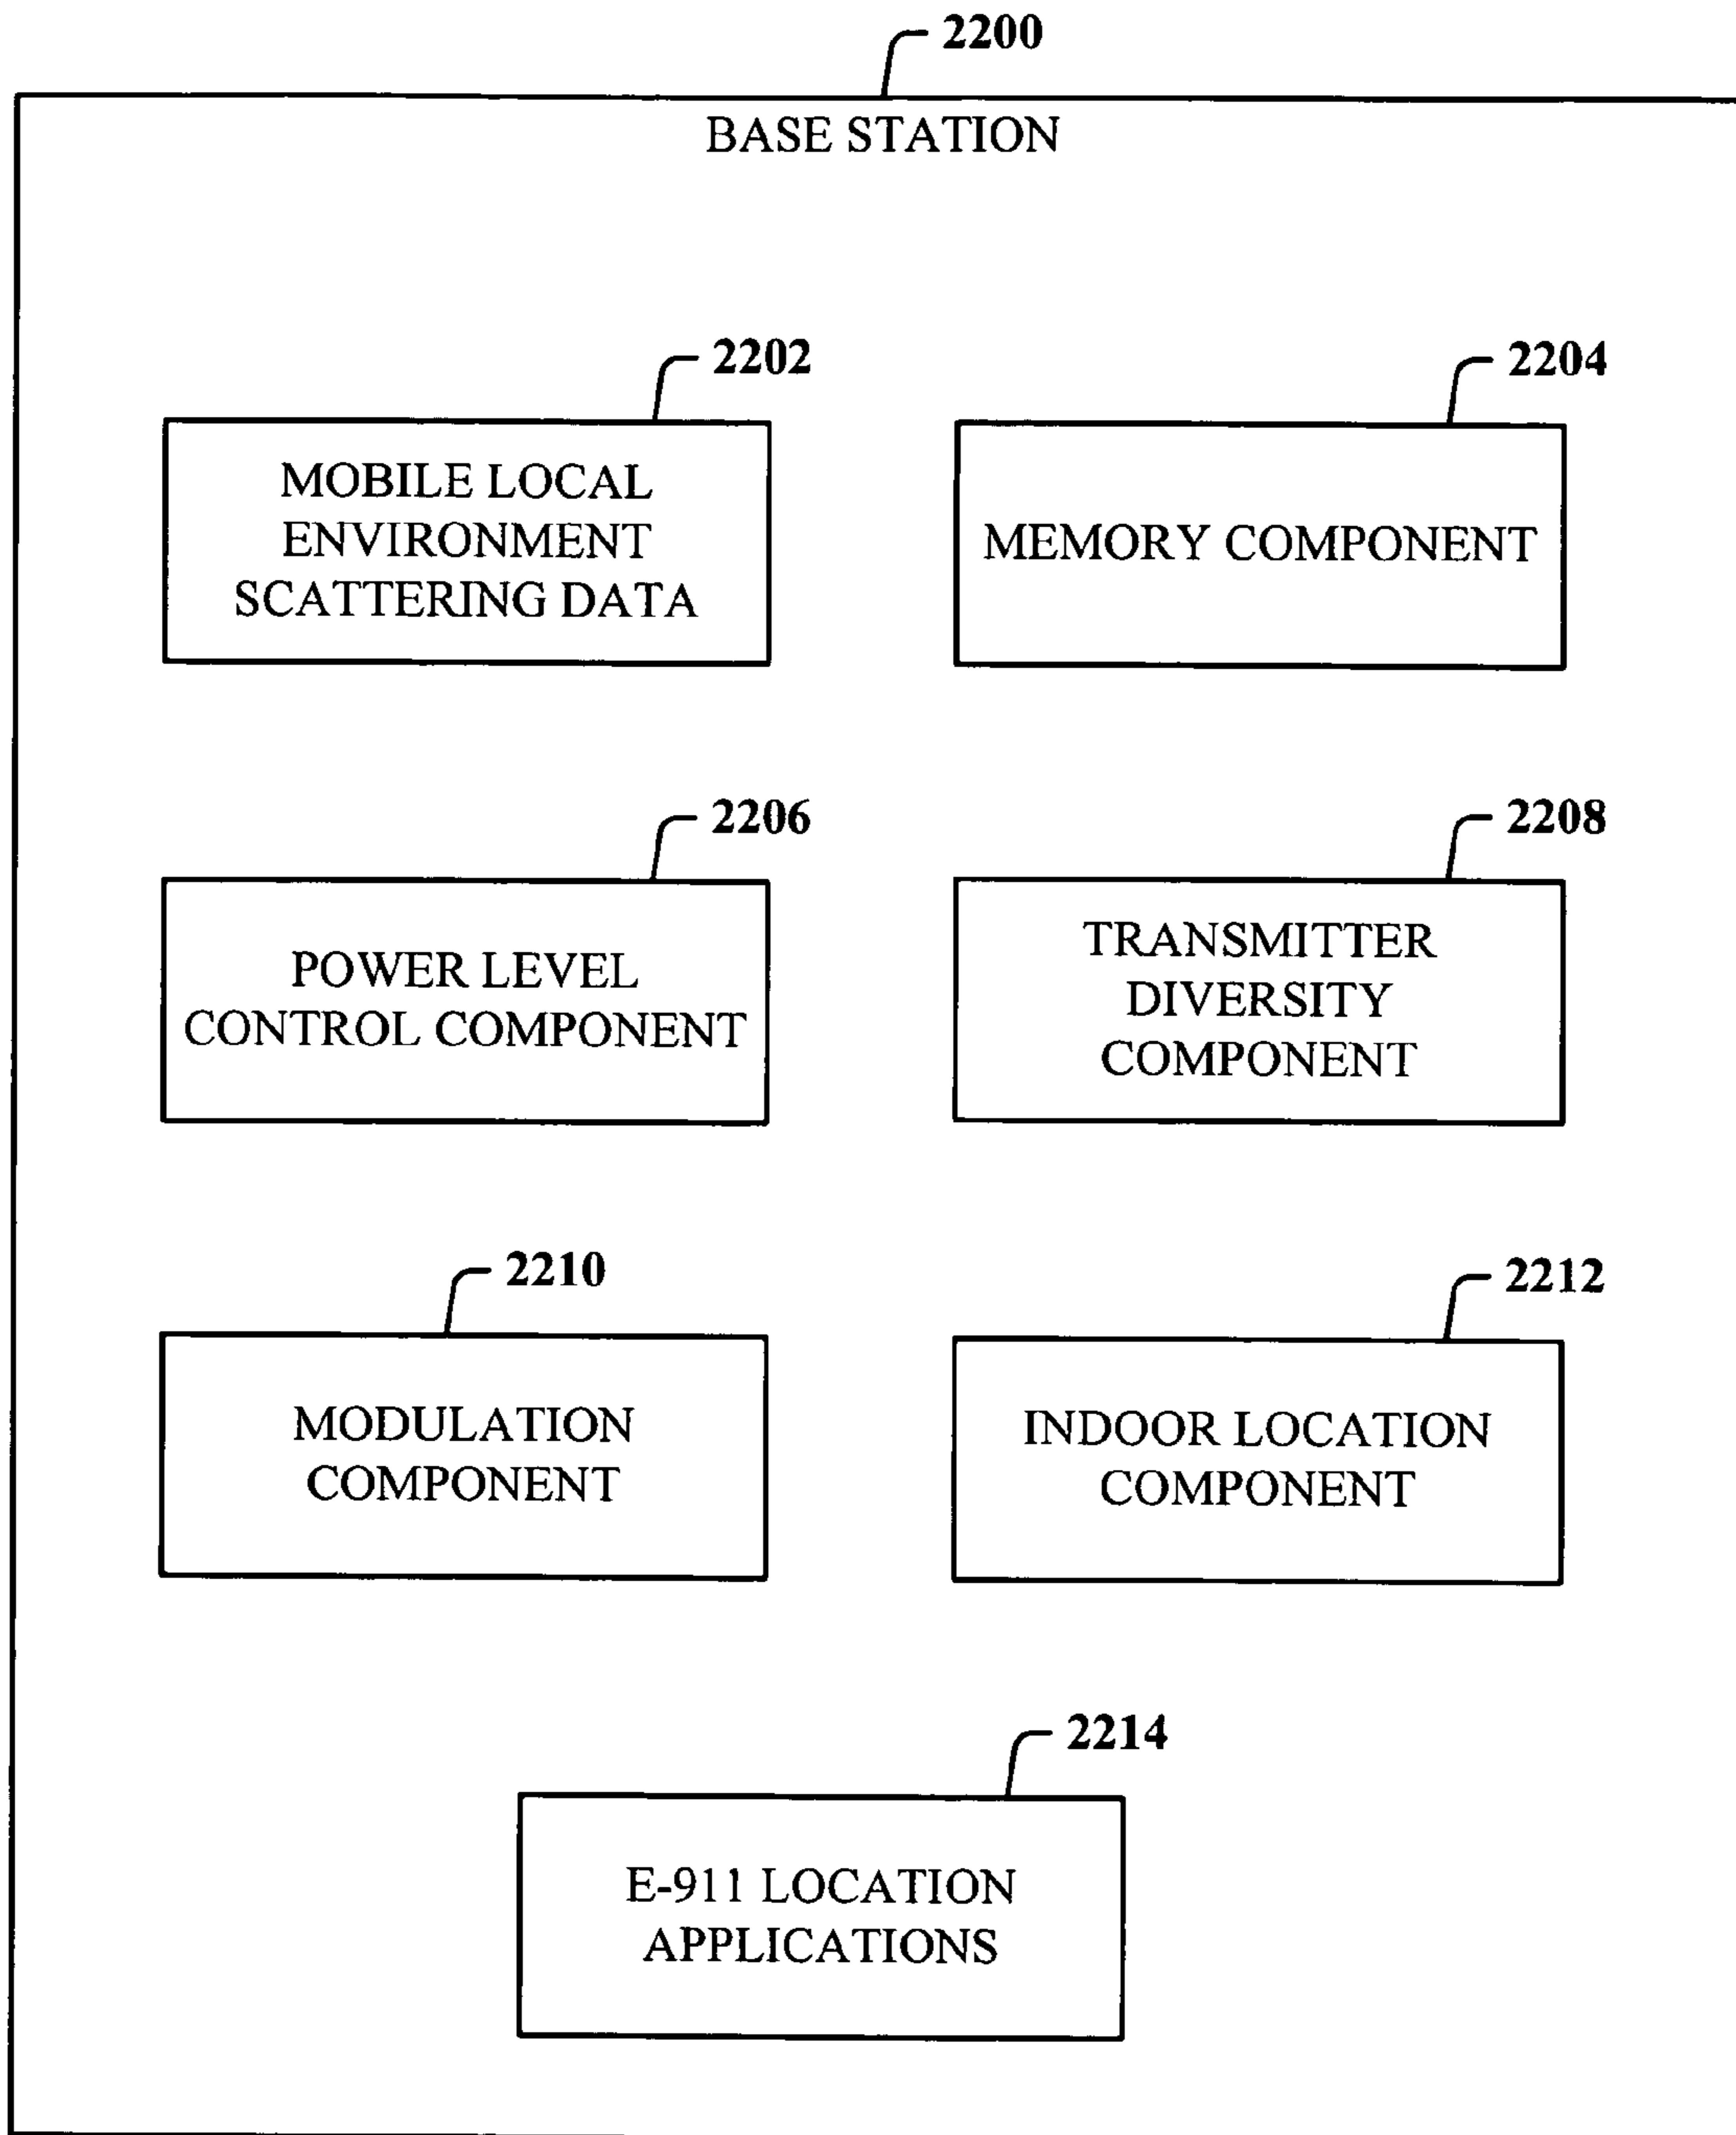 2200
BASE STATION
2202
MOBILE LOCAL
ENVIRONMENT
SCATTERING DATA
2204
MEMORY COMPONENT
2206
POWER LEVEL
CONTROL COMPONENT
2208
TRANSMITTER
DIVERSITY
COMPONENT
2210
MODULATION
COMPONENT
2212
INDOOR LOCATION
COMPONENT
2214
E-911 LOCATION
APPLICATIONS